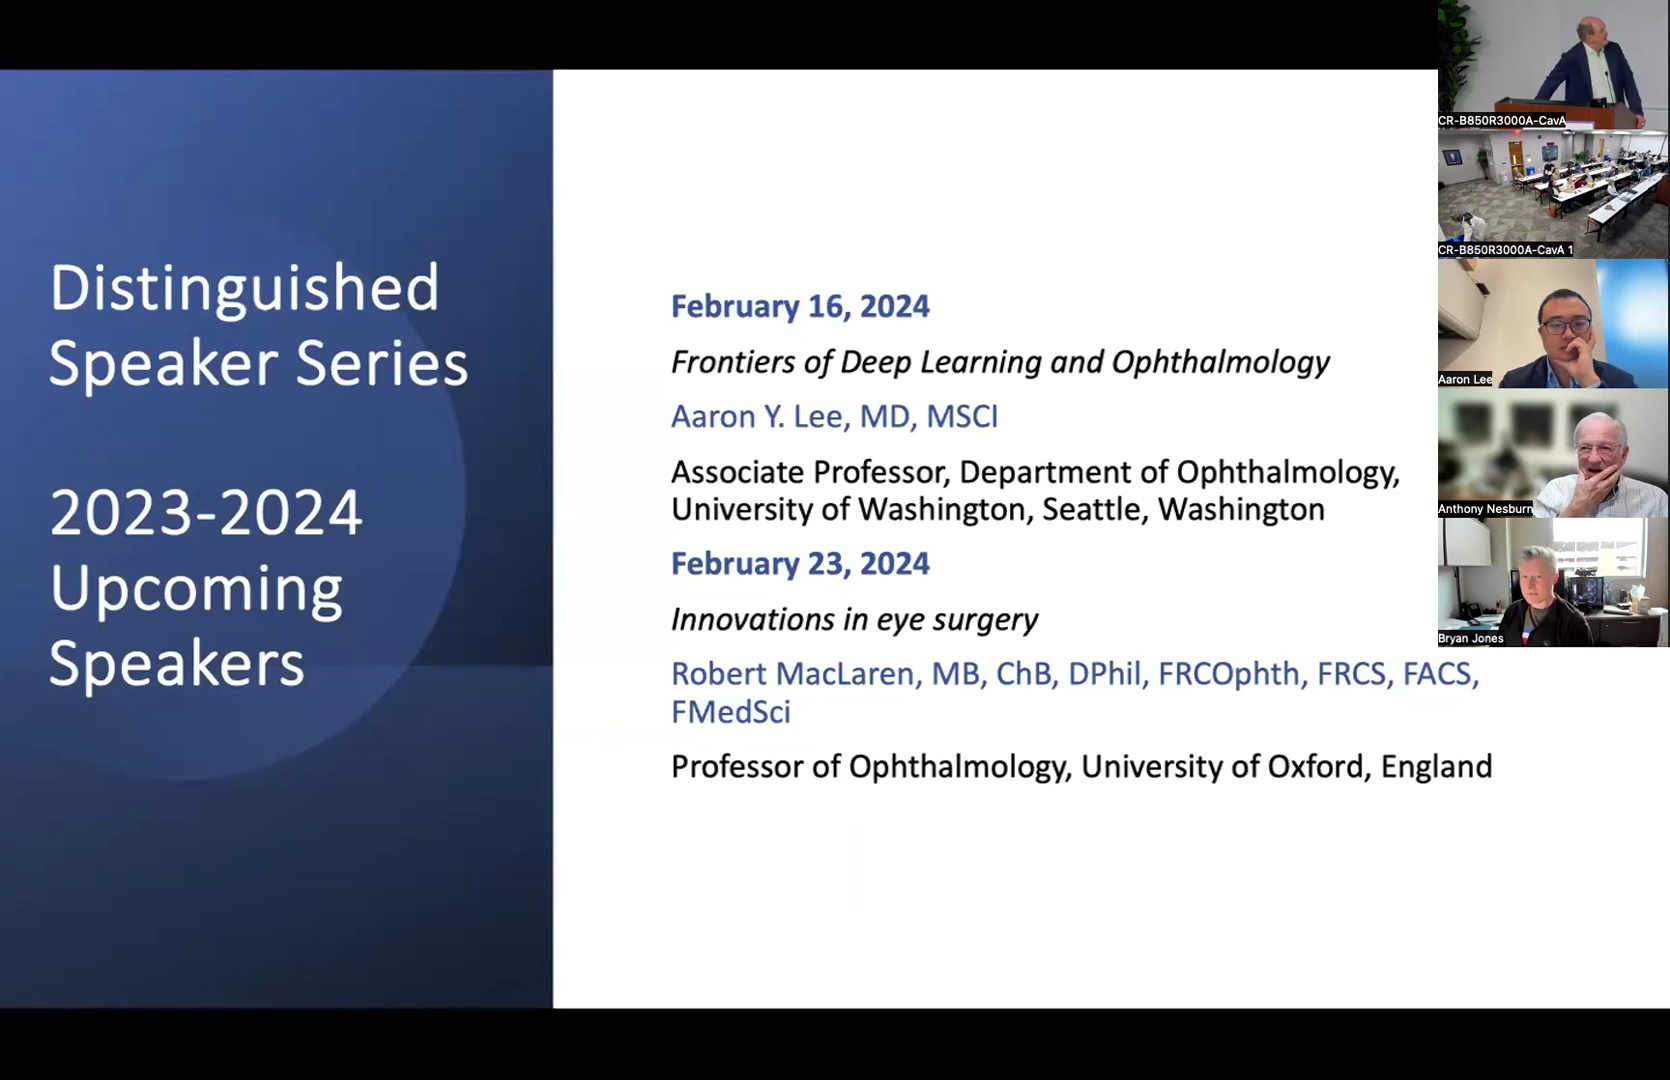 Distinguished
Speaker Series
2023-2024
Upcoming
Speakers
February 16, 2024
Frontiers of Deep Learning and Ophthalmology
Aaron Y. Lee, MD, MSCI
Associate Professor, Department of Ophthalmology,
University of Washington, Seattle, Washington
February 23, 2024
Innovations in eye surgery
Robert MacLaren, MB, ChB, DPhil, FRCOphth, FRCS, FACS,
FMedSci
Professor of Ophthalmology, University of Oxford, England
CR-B850R3000A-CavA
CR-B850R3000A-CavA 1
Aaron Lee
Anthony Nesburn
Bryan Jones